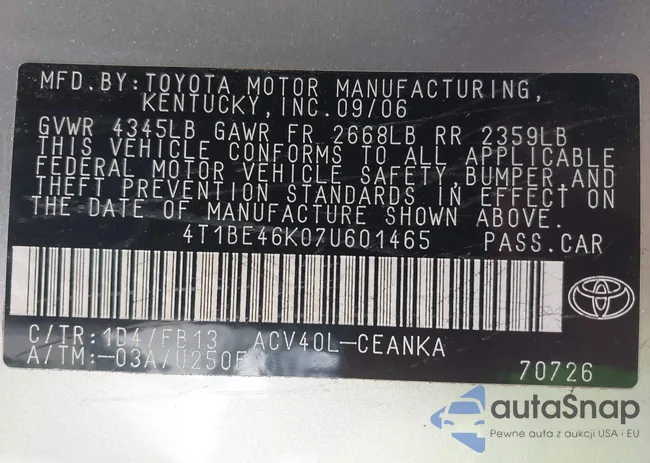 MFD.BY:TOYOTA MOTOR MANUFACTURING,
KENTUCKY, INC.09/06
GVWR 4345LB GAWR FR 2668LB RR 2359LB
THIS VEHICLE CONFORMS TO ALL APPLICABLE
FEDERAL MOTOR VEHICLE SAFETY, BUMPER, AND
THEFT PREVENTION STANDARDS IN EFFECT ON
THE DATE OF MANUFACTURE SHOWN ABOVE.
4T1BE46K07U601465 PASS.CAR
C/TR:1D4/FB13 ACV40L-CEANKA
A/TM:-03A/U250E 70726
autoSnap
Pewne auta z aukcji USA i EU